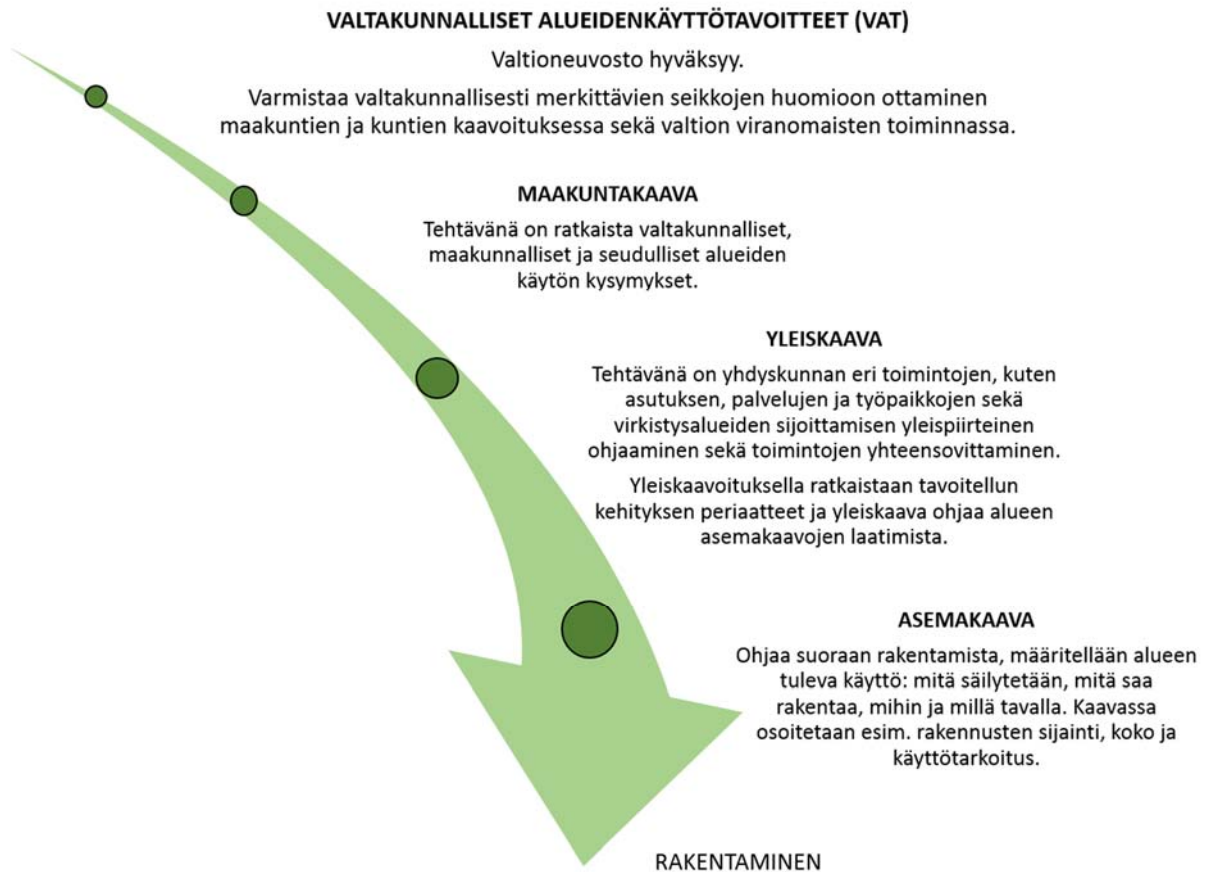 VALTAKUNNALLISET ALUEIDENKÄYTTÖTAVOITTEET (VAT)
Valtioneuvosto hyväksyy.
Varmistaa valtakunnallisesti merkittävien seikkojen huomioon ottaminen
maakuntien ja kuntien kaavoituksessa sekä valtion viranomaisten toiminnassa.
MAAKUNTAKAAVA
Tehtävänä on ratkaista valtakunnalliset,
maakunnalliset ja seudulliset alueiden
käytön kysymykset.
YLEISKAAVA
Tehtävänä on yhdyskunnan eri toimintojen, kuten
asutuksen, palvelujen ja työpaikkojen sekä
virkistysalueiden sijoittamisen yleispiirteinen
ohjaaminen sekä toimintojen yhteensovittaminen.
Yleiskaavoituksella ratkaistaan tavoitellun
kehityksen periaatteet ja yleiskaava ohjaa alueen
asemakaavojen laatimista.
ASEMAKAAVA
Ohjaa suoraan rakentamista, määritellään alueen
tuleva käyttö: mitä säilytetään, mitä saa
rakentaa, mihin ja millä tavalla. Kaavassa
osoitetaan esim. rakennusten sijainti, koko ja
käyttötarkoitus.
RAKENTAMINEN